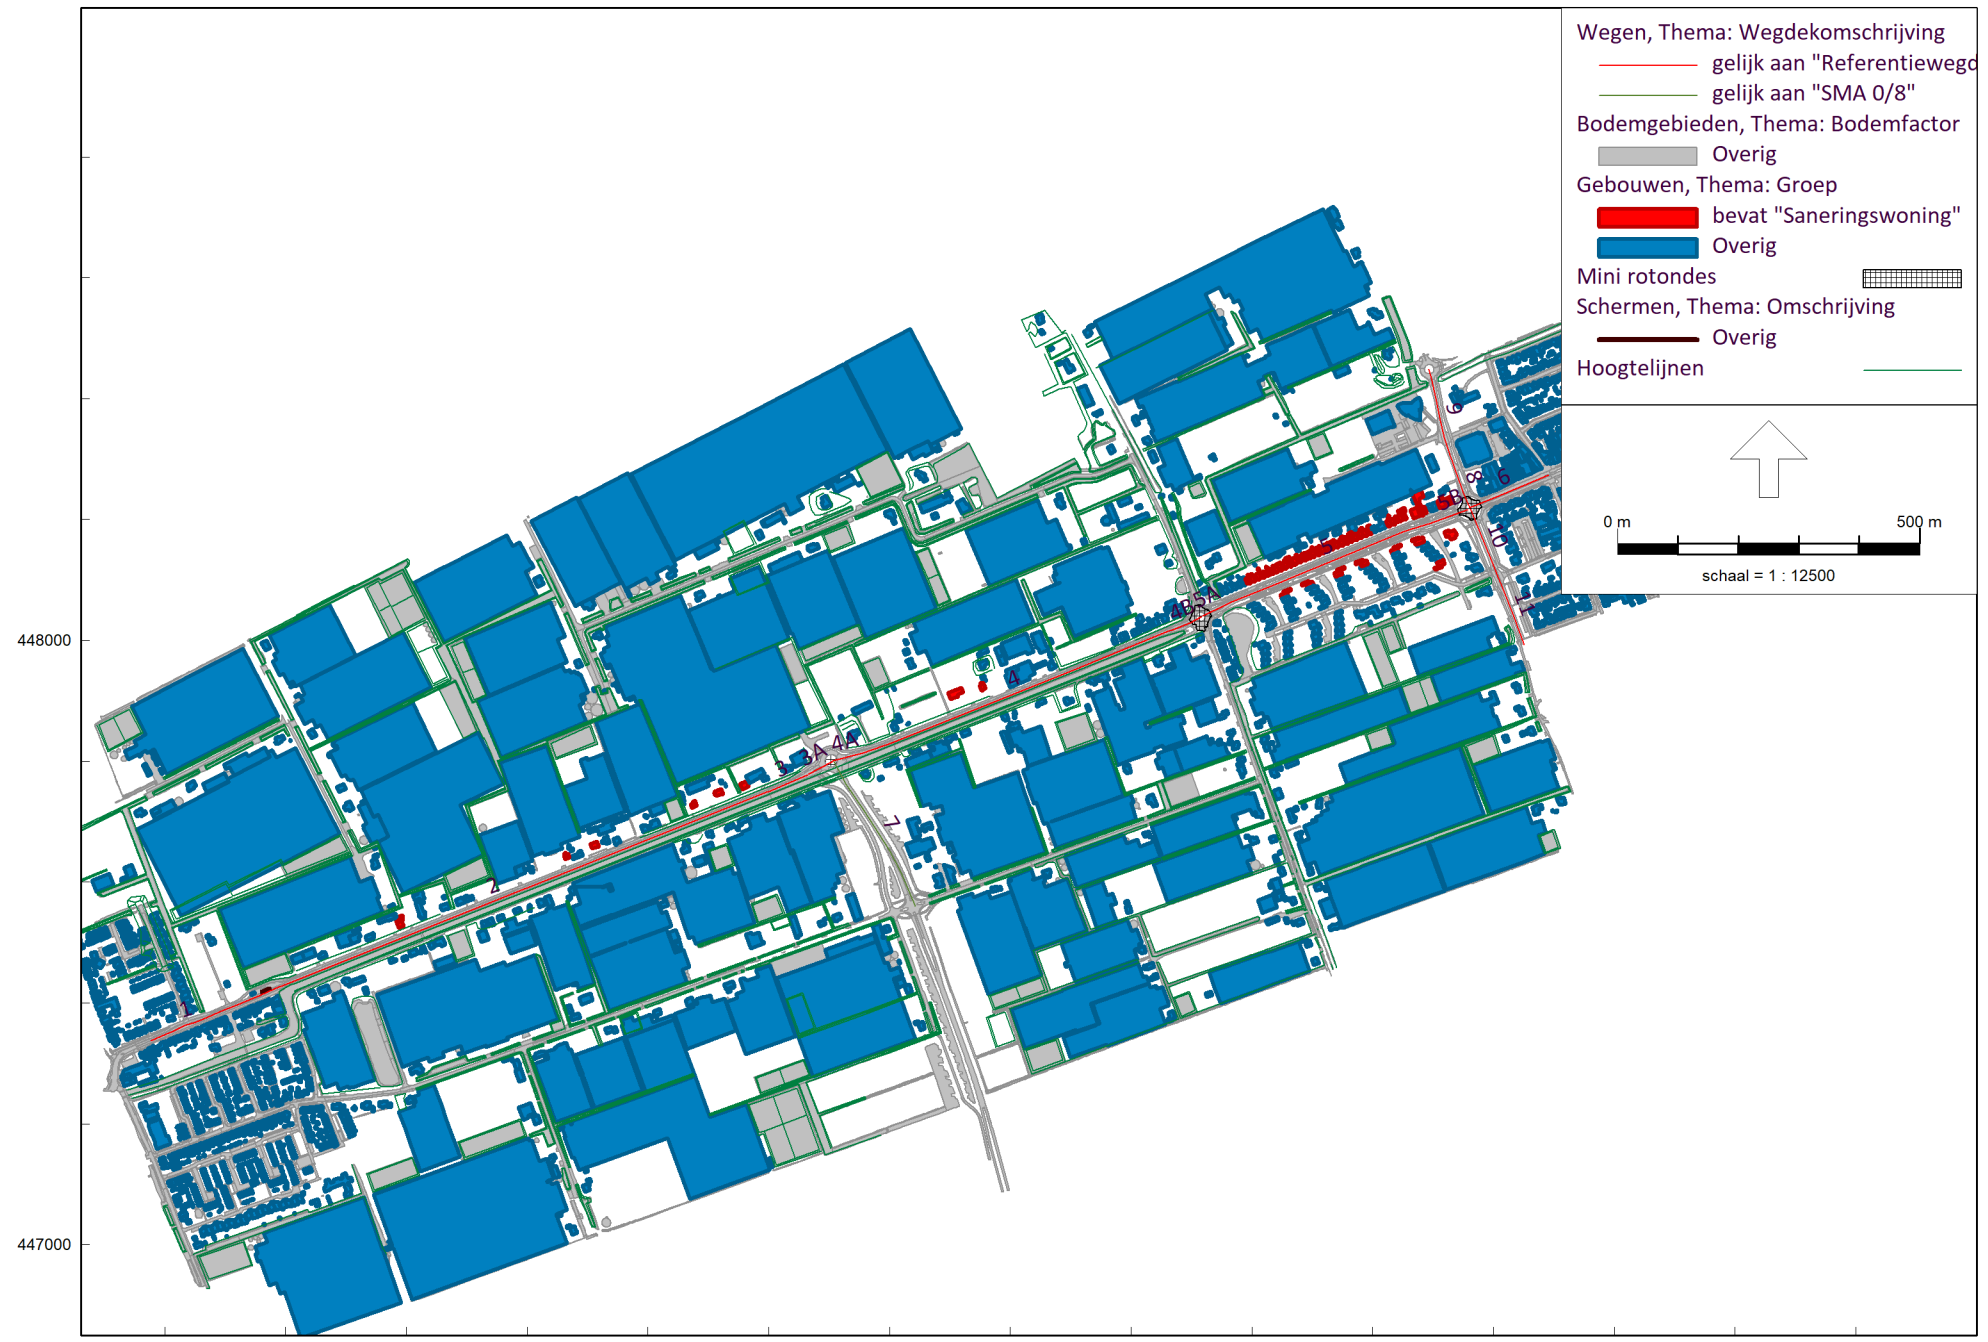 Wegen, Thema: Wegdekomschrijving
gelijk aan "Referentiewegd
gelijk aan "SMA 0/8"
Bodemgebieden, Thema: Bodemfactor
Overig
Gebouwen, Thema: Groep
bevat "Saneringswoning"
Overig
Mini rotondes
Schermen, Thema: Omschrijving
Overig
Hoogtelijnen
0 m 500 m
schaal = 1 : 12500
9
8
6
5B
10
5
11
4B 5A
448000
4
3 3A 4A
7
2
1
447000